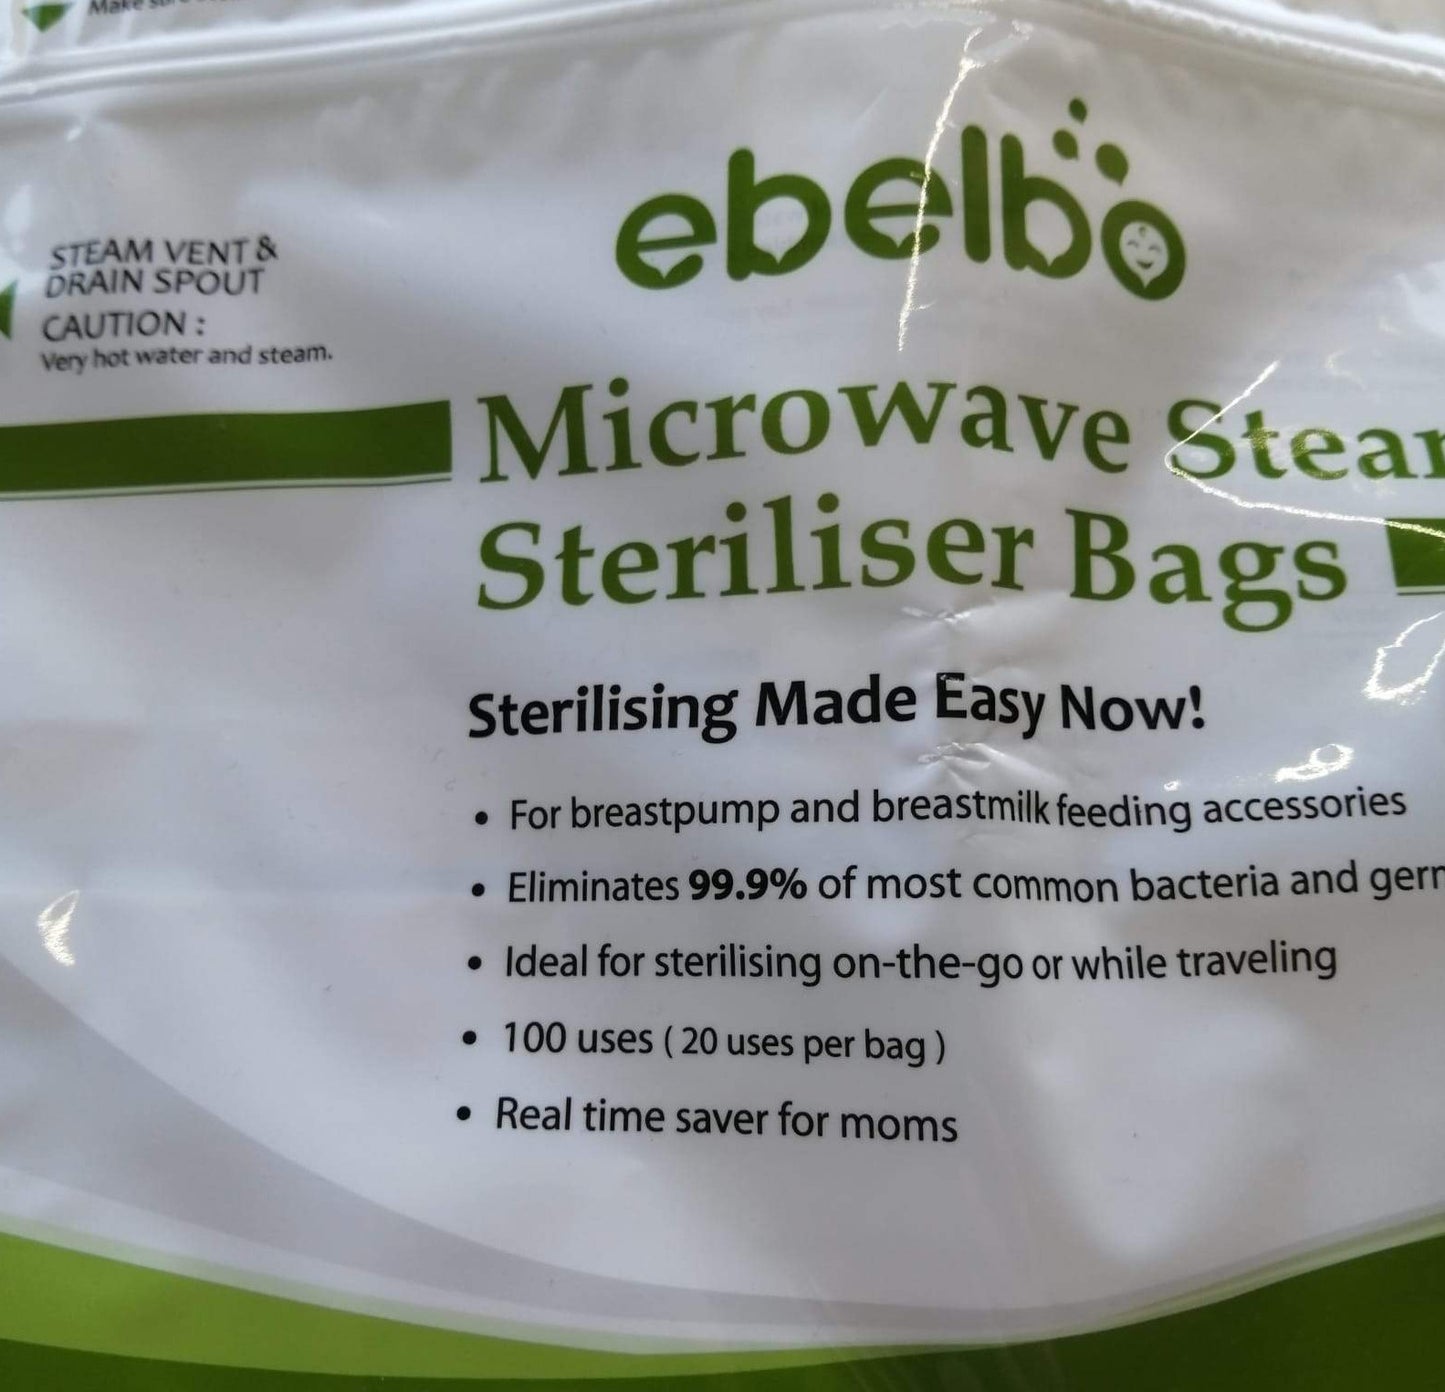 Make
STEAM VENT &
DRAIN SPOUT
CAUTION :
Very hot water and steam.
ebelbo
Microwave
Steriliser Bags
Sterilising Made Easy Now!
• For breastpump and breastmilk feeding accessories
• Eliminates 99.9% of most common bacteria and
• Ideal for sterilising on-the-go or while traveling
• 100 uses ( 20 uses per bag )
• Real time saver for moms